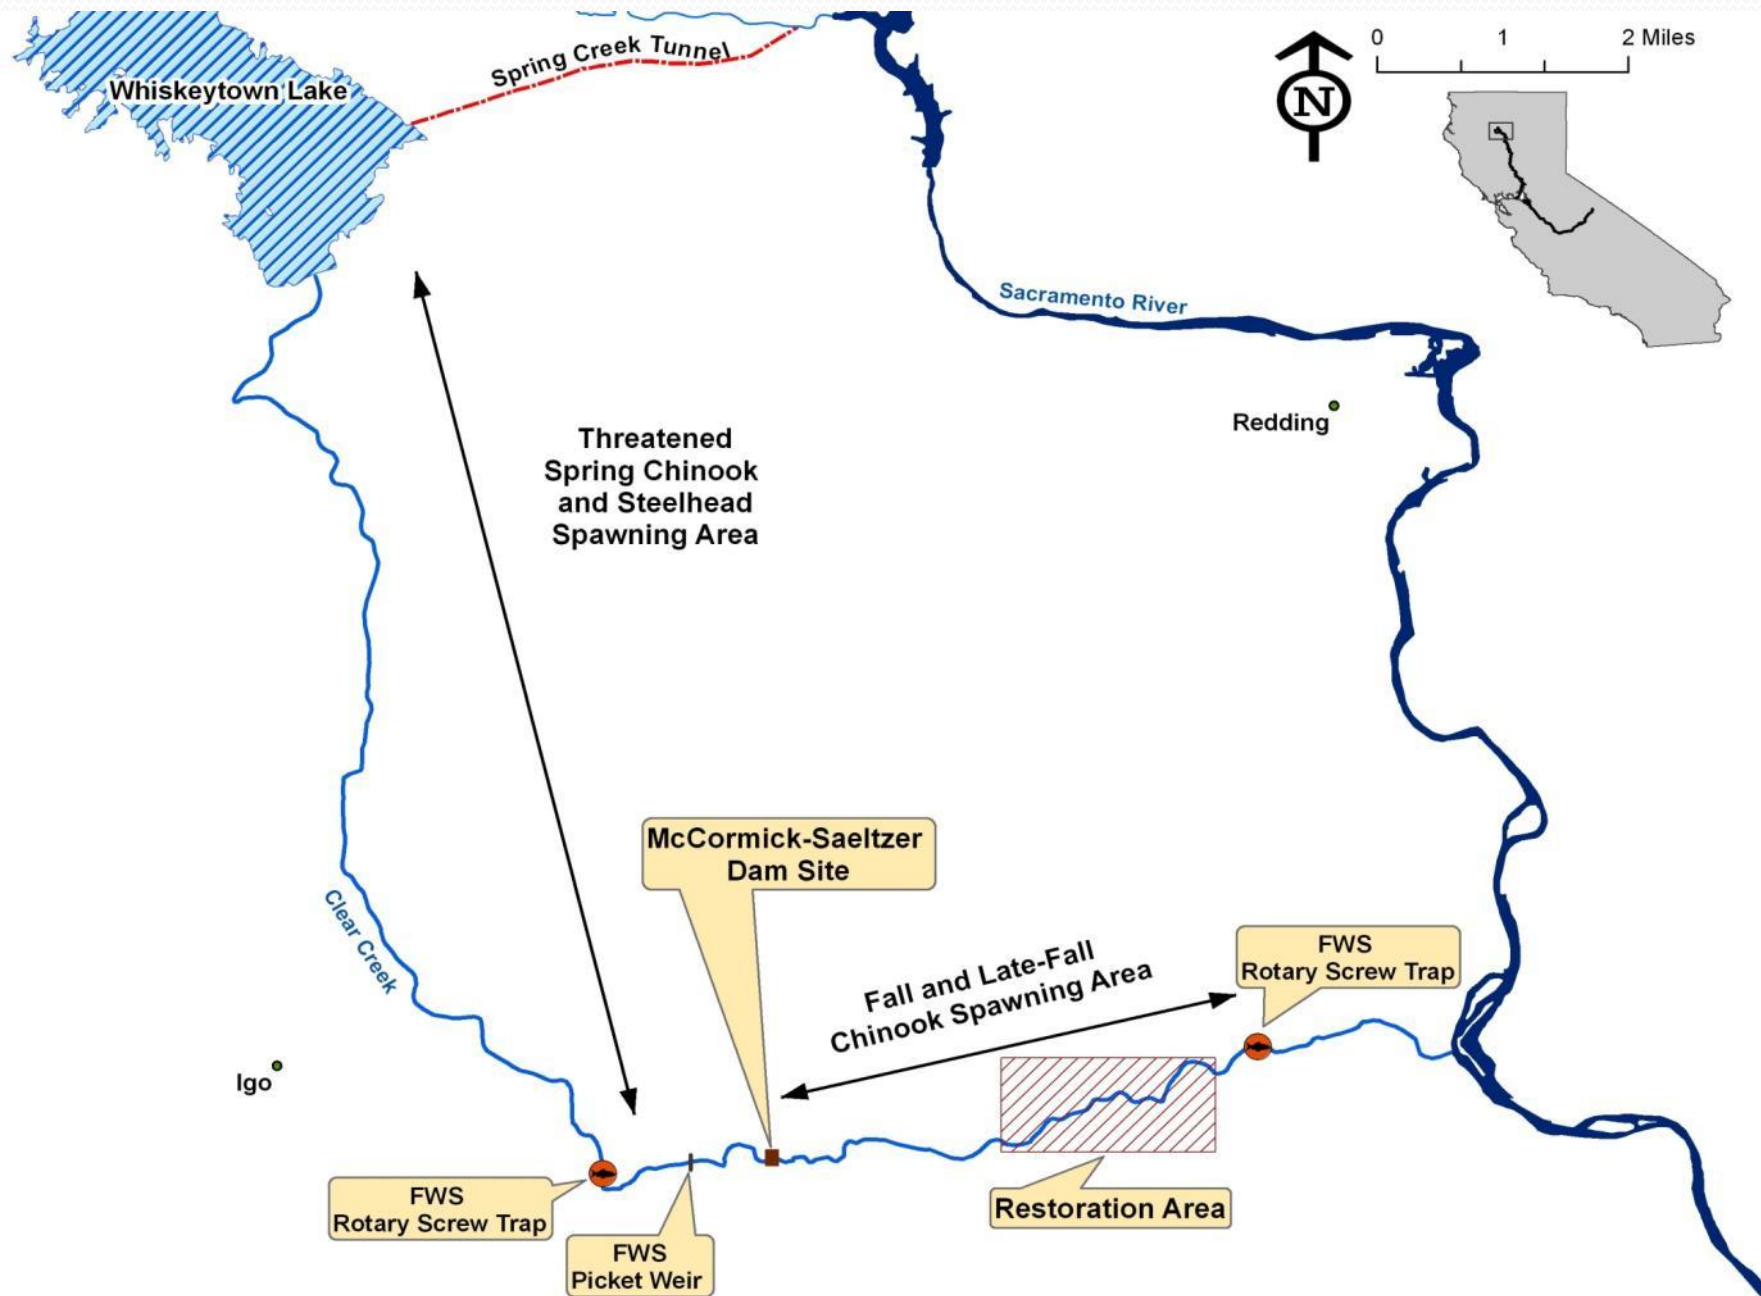 Spring Creek Tunnel
Whiskeytown Lake
0 1 2 Miles
N
Sacramento River
Redding
Threatened
Spring Chinook
and Steelhead
Spawning Area
McCormick-Saeltzer
Dam Site
Clear Creek
Fall and Late-Fall
Chinook Spawning Area
FWS
Rotary Screw Trap
Igo
FWS
Rotary Screw Trap
FWS
Picket Weir
Restoration Area